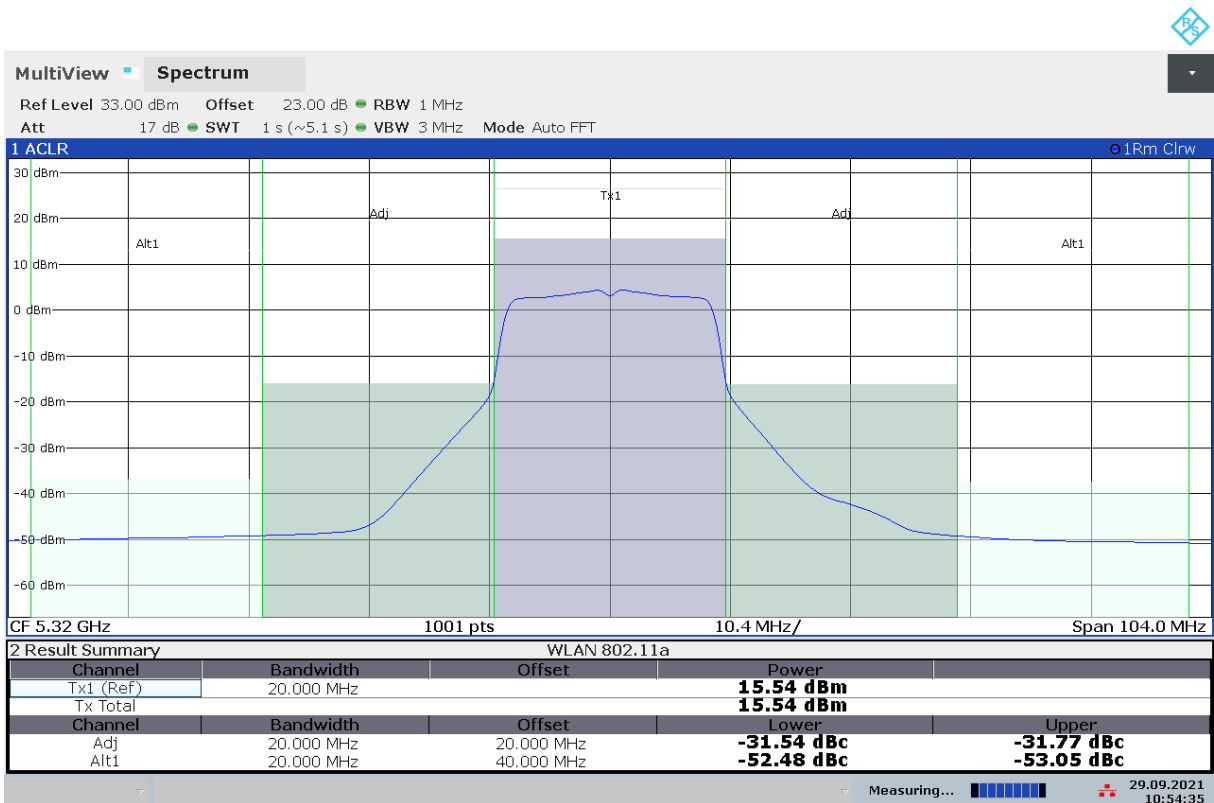 R/S
MultiView Spectrum
Ref Level 33.00 dBm Offset 23.00 dB RBW 1 MHz
Att 17 dB SWT 1 s (~5.1 s) VBW 3 MHz Mode Auto FFT
1 ACLR 1Rm Clrw
30 dBm
Tx1
20 dBm Adj Adj
Alt1 Alt1
10 dBm
0 dBm
-10 dBm
-20 dBm
-30 dBm
-40 dBm
-50 dBm
-60 dBm
CF 5.32 GHz 1001 pts 10.4 MHz/ Span 104.0 MHz
2 Result Summary WLAN 802.11a
Channel Bandwidth Offset Power
Tx1 (Ref) 20.000 MHz 15.54 dBm
Tx Total 15.54 dBm
Channel Bandwidth Offset Lower Upper
Adj 20.000 MHz 20.000 MHz -31.54 dBc -31.77 dBc
Alt1 20.000 MHz 40.000 MHz -52.48 dBc -53.05 dBc
Measuring... 29.09.2021
10:54:35